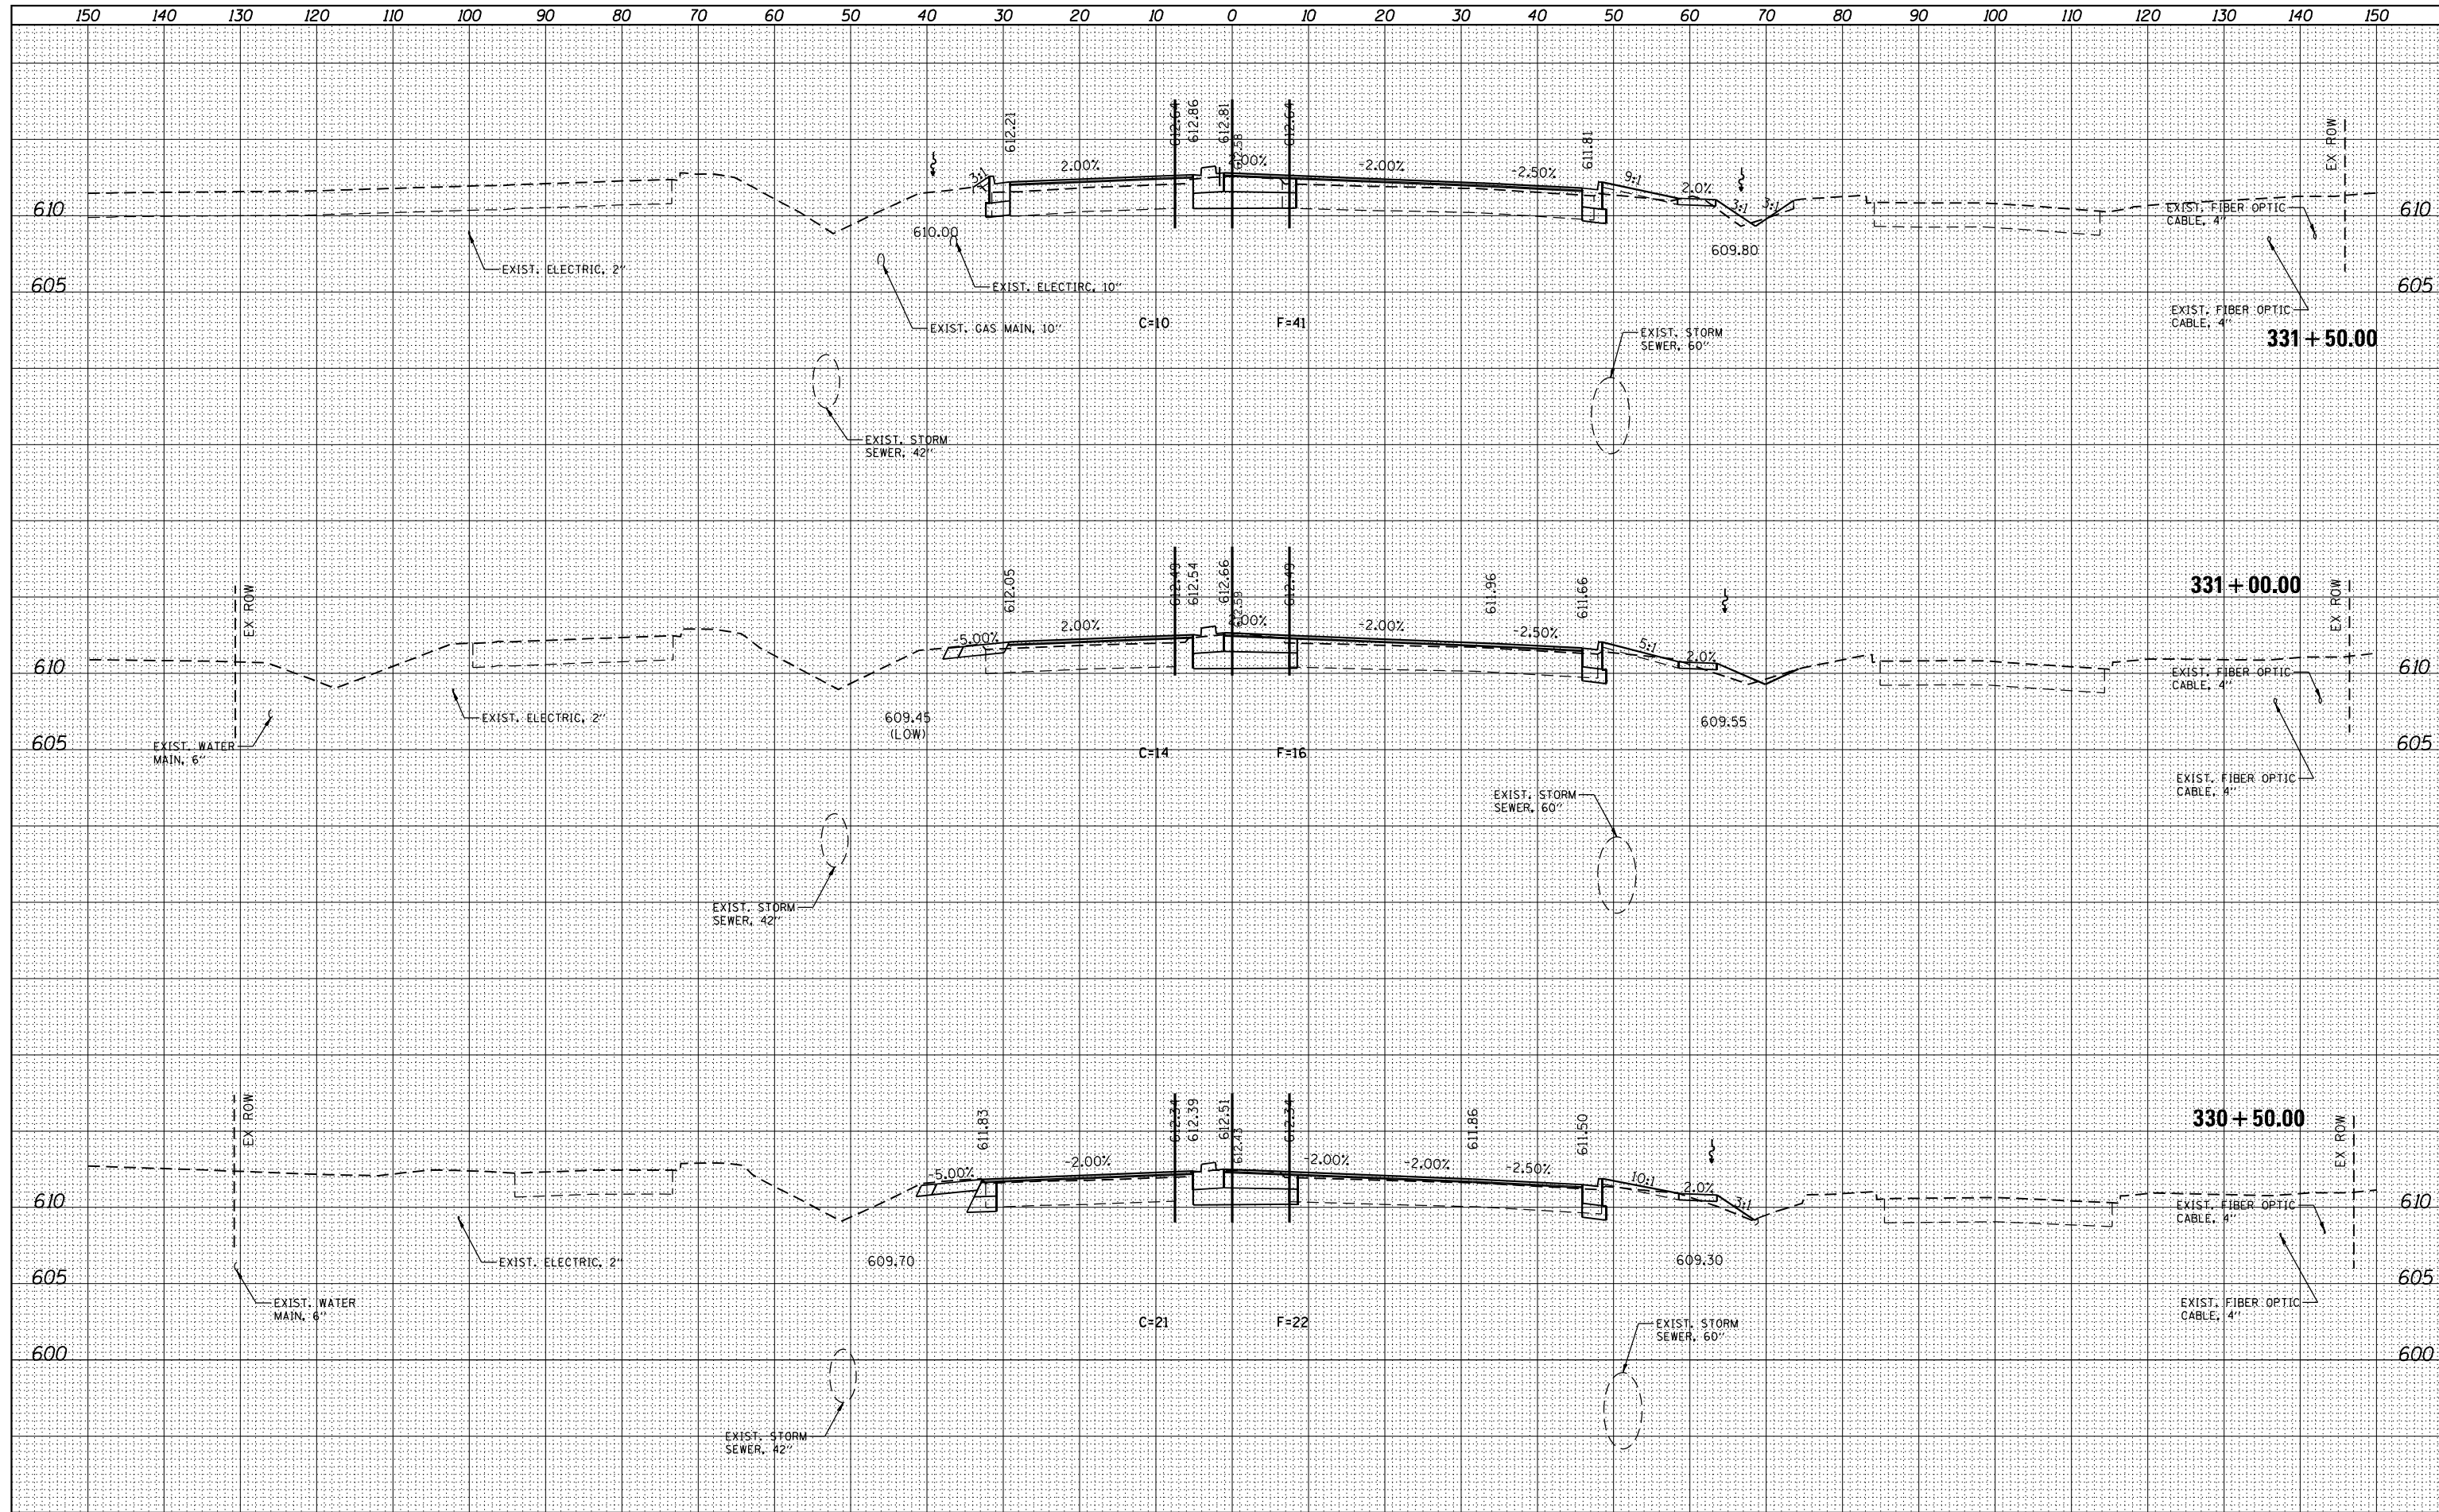 150 140 130 120 110 100 90 80 70 60 50 40 30 20 10 0 10 20 30 40 50 60 70 80 90 100 110 120 130 140 150
612.21
612.64
612.86
612.81
612.58
612.64
611.81
EX ROW
3:1
2.00%
2.00%
-2.00%
-2.50%
9:1
2.0%
3:1
3:1
610
610
EXIST. FIBER OPTIC
CABLE, 4"
610.00
609.80
EXIST. ELECTRIC, 2"
605
605
EXIST. ELECTIRC, 10"
EXIST. GAS MAIN, 10"
C=10
F=41
EXIST. FIBER OPTIC
CABLE, 4"
331+50.00
EXIST. STORM
SEWER, 60"
EXIST. STORM
SEWER, 42"
EX ROW
612.05
612.49
612.54
612.66
612.59
612.49
611.96
611.66
331+00.00
EX ROW
-5.00%
2.00%
2.00%
-2.00%
-2.50%
5:1
2.0%
610
610
EXIST. FIBER OPTIC
CABLE, 4"
EXIST. ELECTRIC, 2"
609.45
(LOW)
609.55
605
605
EXIST. WATER
MAIN, 6"
C=14
F=16
EXIST. FIBER OPTIC
CABLE, 4"
EXIST. STORM
SEWER, 60"
EXIST. STORM
SEWER, 42"
EX ROW
611.83
612.34
612.39
612.51
612.43
612.34
611.86
611.50
330+50.00
EX ROW
-5.00%
-2.00%
-2.00%
-2.00%
-2.50%
10:1
2.0%
3:1
610
610
EXIST. FIBER OPTIC
CABLE, 4"
EXIST. ELECTRIC, 2"
609.70
609.30
605
605
EXIST. WATER
MAIN, 6"
C=21
F=22
EXIST. FIBER OPTIC
CABLE, 4"
EXIST. STORM
SEWER, 60"
600
600
EXIST. STORM
SEWER, 42"